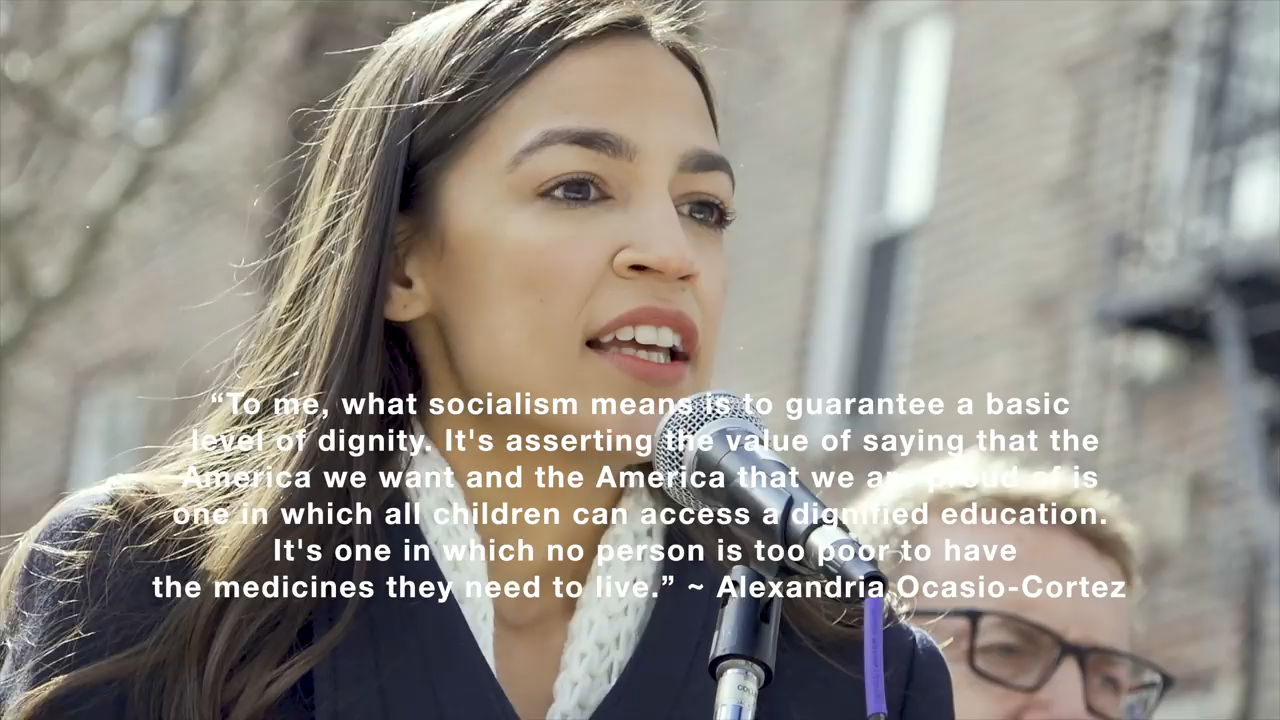 “To me, what socialism means is to guarantee a basic
level of dignity. It's asserting the value of saying that the
America we want and the America that we are proud of is
one in which all children can access a dignified education.
It's one in which no person is too poor to have
the medicines they need to live.” ~ Alexandria Ocasio-Cortez